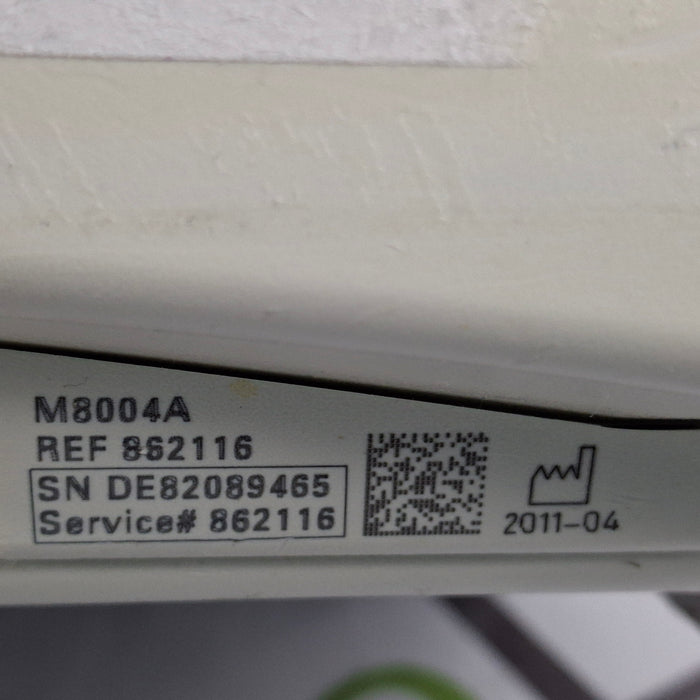 M8004A
REF 862116
SN DE82089465
Service# 862116
2011-04